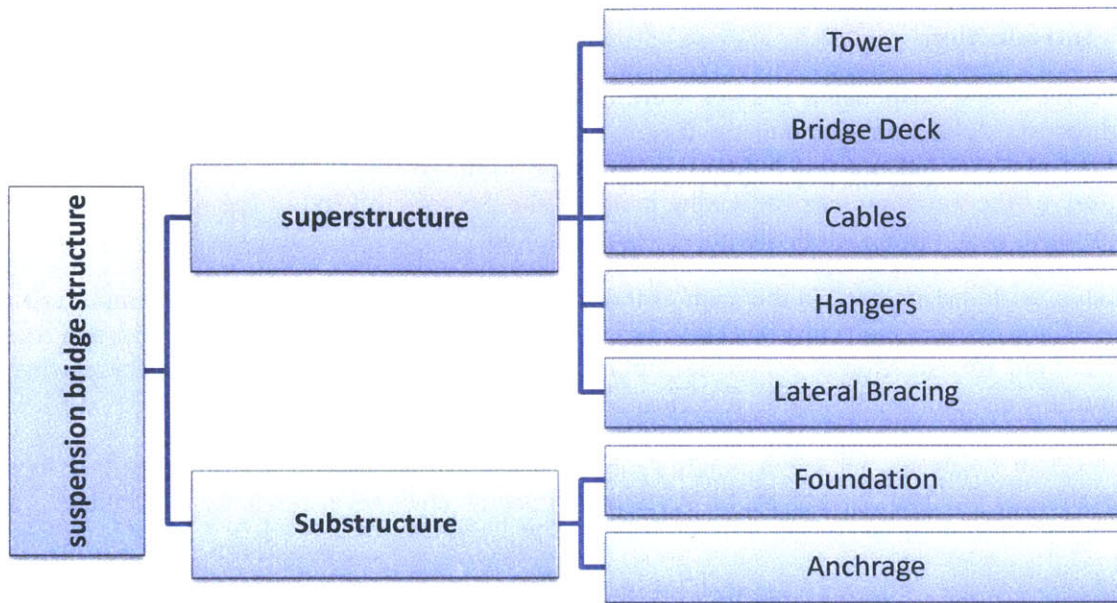 suspension bridge structure
superstructure
Tower
Bridge Deck
Cables
Hangers
Lateral Bracing
Substructure
Foundation
Anchrage